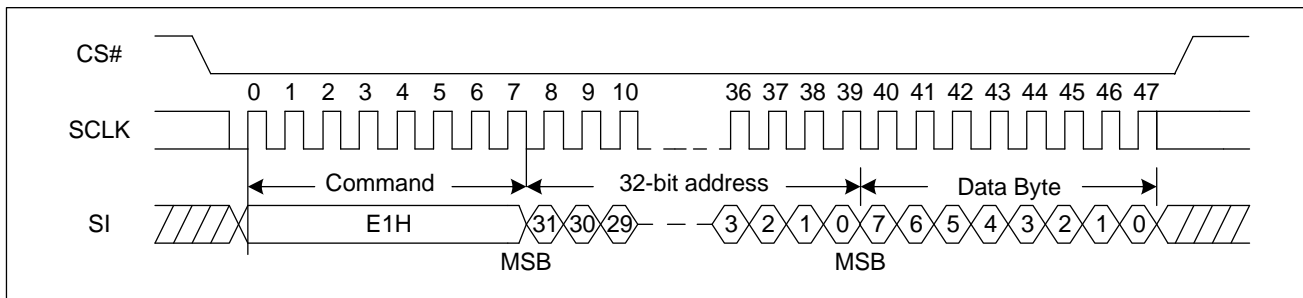 CS#
0 1 2 3 4 5 6 7 8 9 10 36 37 38 39 40 41 42 43 44 45 46 47
SCLK
Command 32-bit address Data Byte
SI E1H 31 30 29 3 2 1 0 7 6 5 4 3 2 1 0
MSB MSB